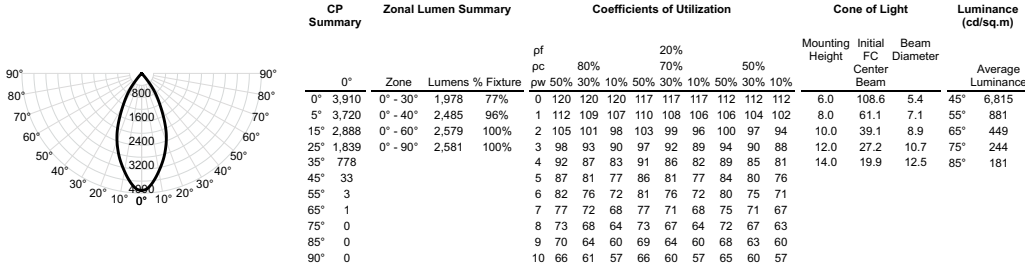 CP Summary Zonal Lumen Summary Coefficients of Utilization Cone of Light Luminance (cd/sq.m)
90° 90°
80° 80°
70° 70°
60° 60°
50° 50°
40° 40°
30° 30°
20° 20°
10° 0° 10°
800
1600
2400
3200
4000
0°
0° 3,910
5° 3,720
15° 2,888
25° 1,839
35° 778
45° 33
55° 3
65° 1
75° 0
85° 0
90° 0
Zone Lumens % Fixture
0° - 30° 1,978 77%
0° - 40° 2,485 96%
0° - 60° 2,579 100%
0° - 90° 2,581 100%
ρf 20%
ρc 80% 70% 50%
ρw 50% 30% 10% 50% 30% 10% 50% 30% 10%
0 120 120 120 117 117 117 112 112 112
1 112 109 107 110 108 106 106 104 102
2 105 101 98 103 99 96 100 97 94
3 98 93 90 97 92 89 94 90 88
4 92 87 83 91 86 82 89 85 81
5 87 81 77 86 81 77 84 80 76
6 82 76 72 81 76 72 80 75 71
7 77 72 68 77 71 68 75 71 67
8 73 68 64 73 67 64 72 67 63
9 70 64 60 69 64 60 68 63 60
10 66 61 57 66 60 57 65 60 57
Mounting Height Initial FC Center Beam Beam Diameter
6.0 108.6 5.4
8.0 61.1 7.1
10.0 39.1 8.9
12.0 27.2 10.7
14.0 19.9 12.5
Average Luminance
45° 6,815
55° 881
65° 449
75° 244
85° 181